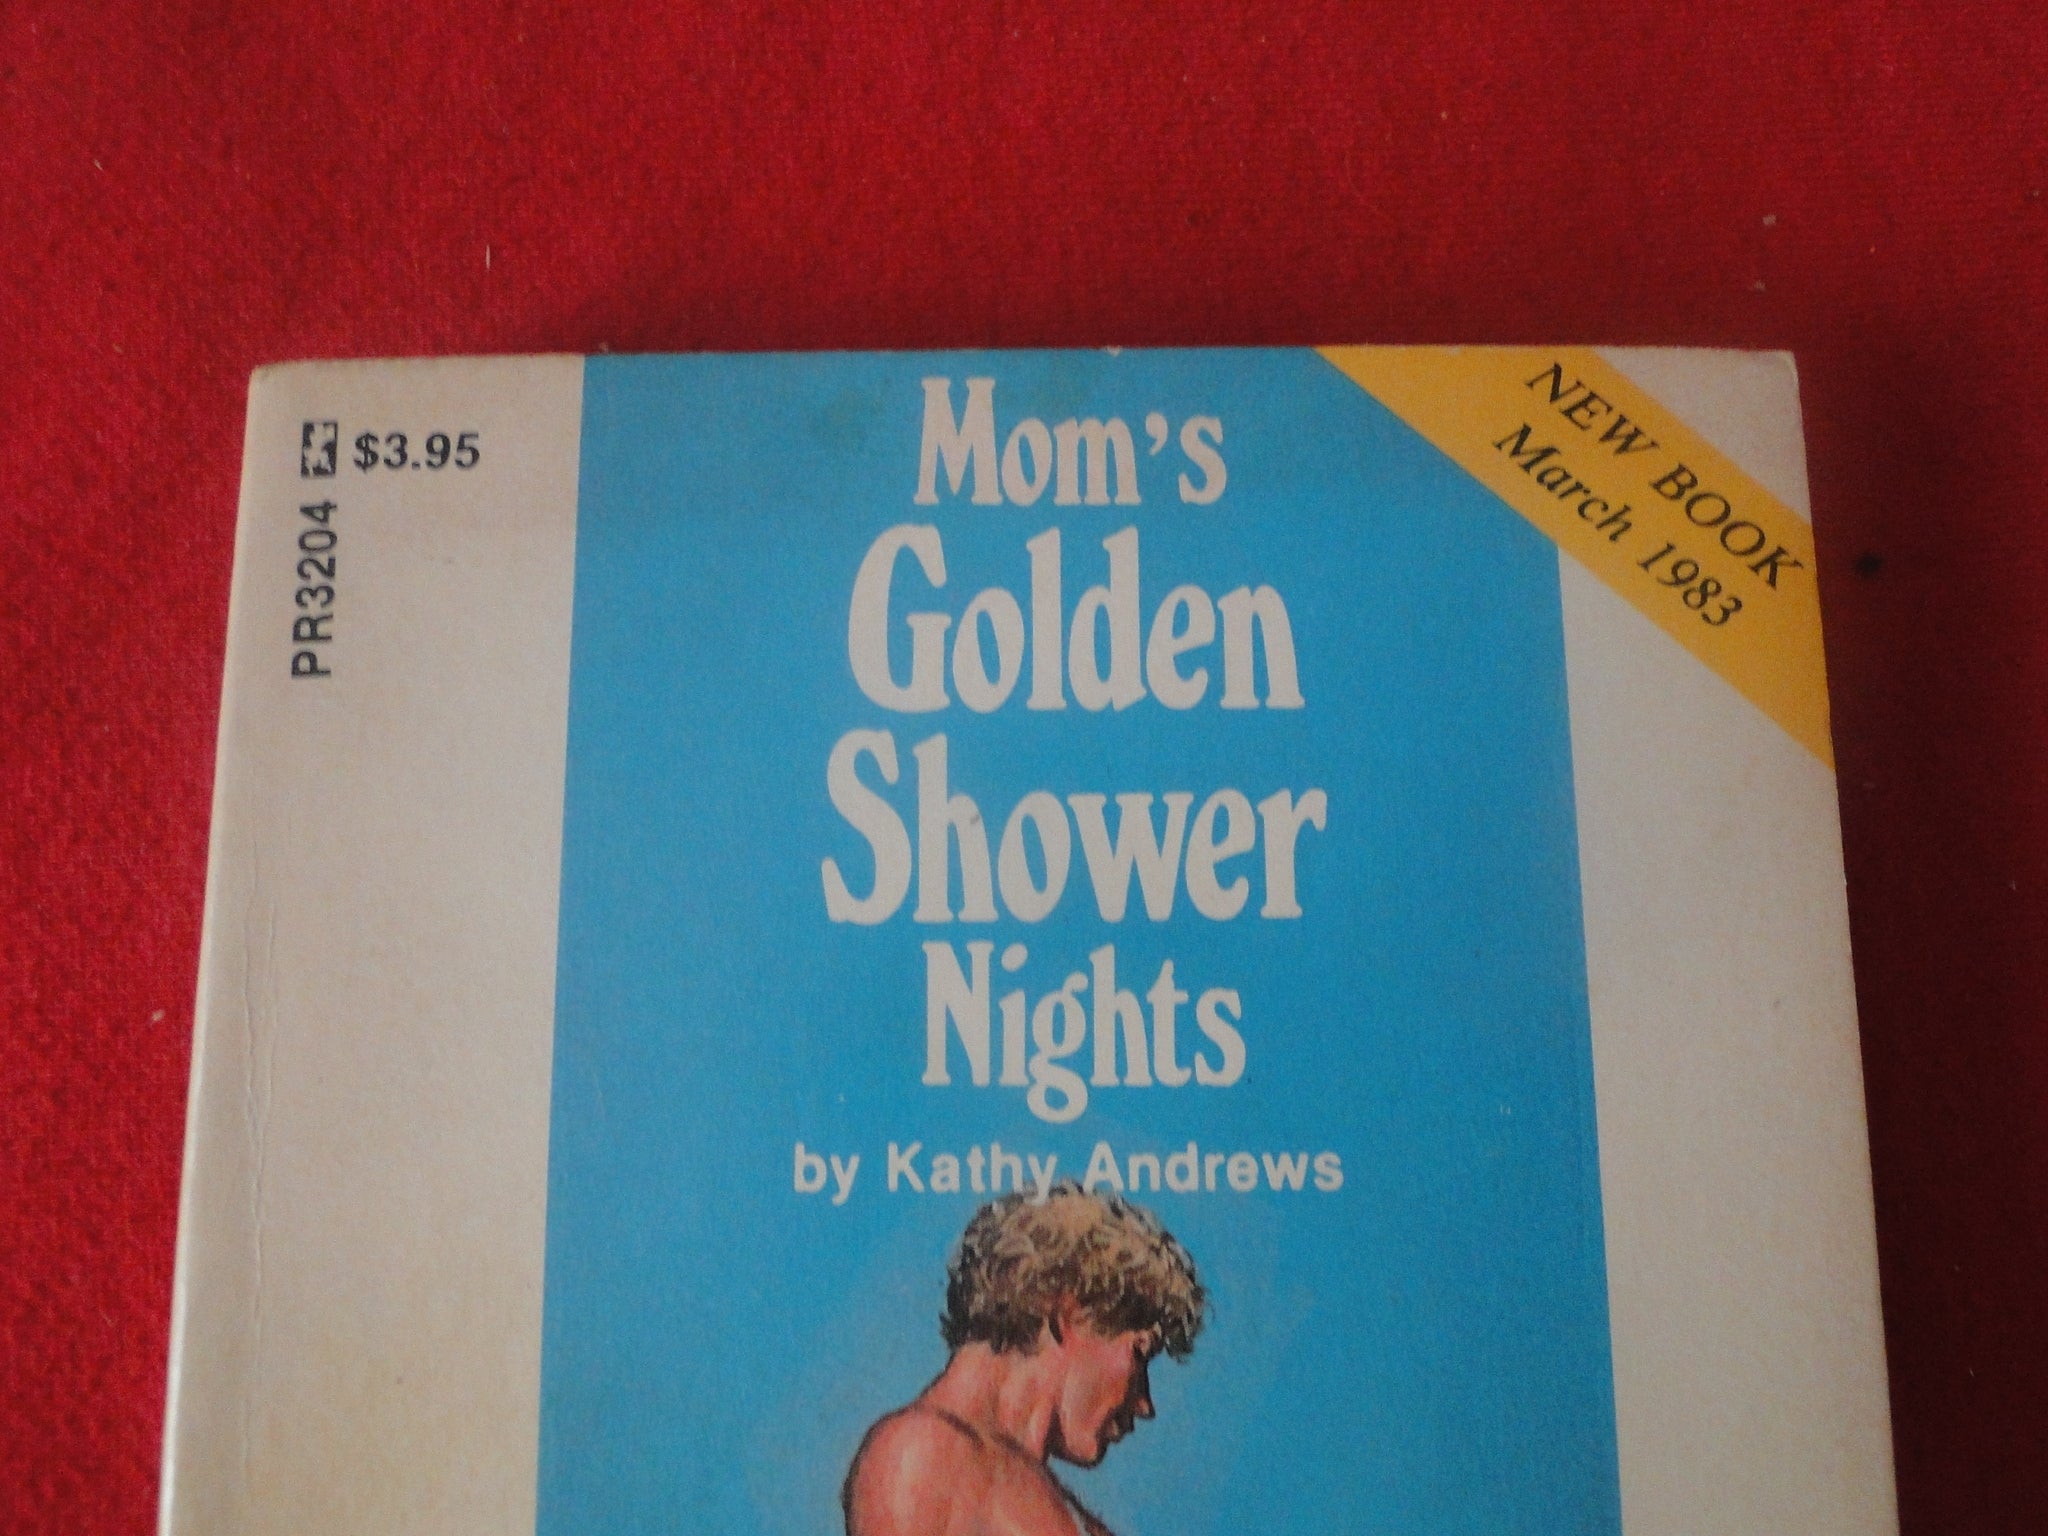 $3.95
PR3204
NEW BOOK
March 1983
Mom's
Golden
Shower
Nights
by Kathy Andrews